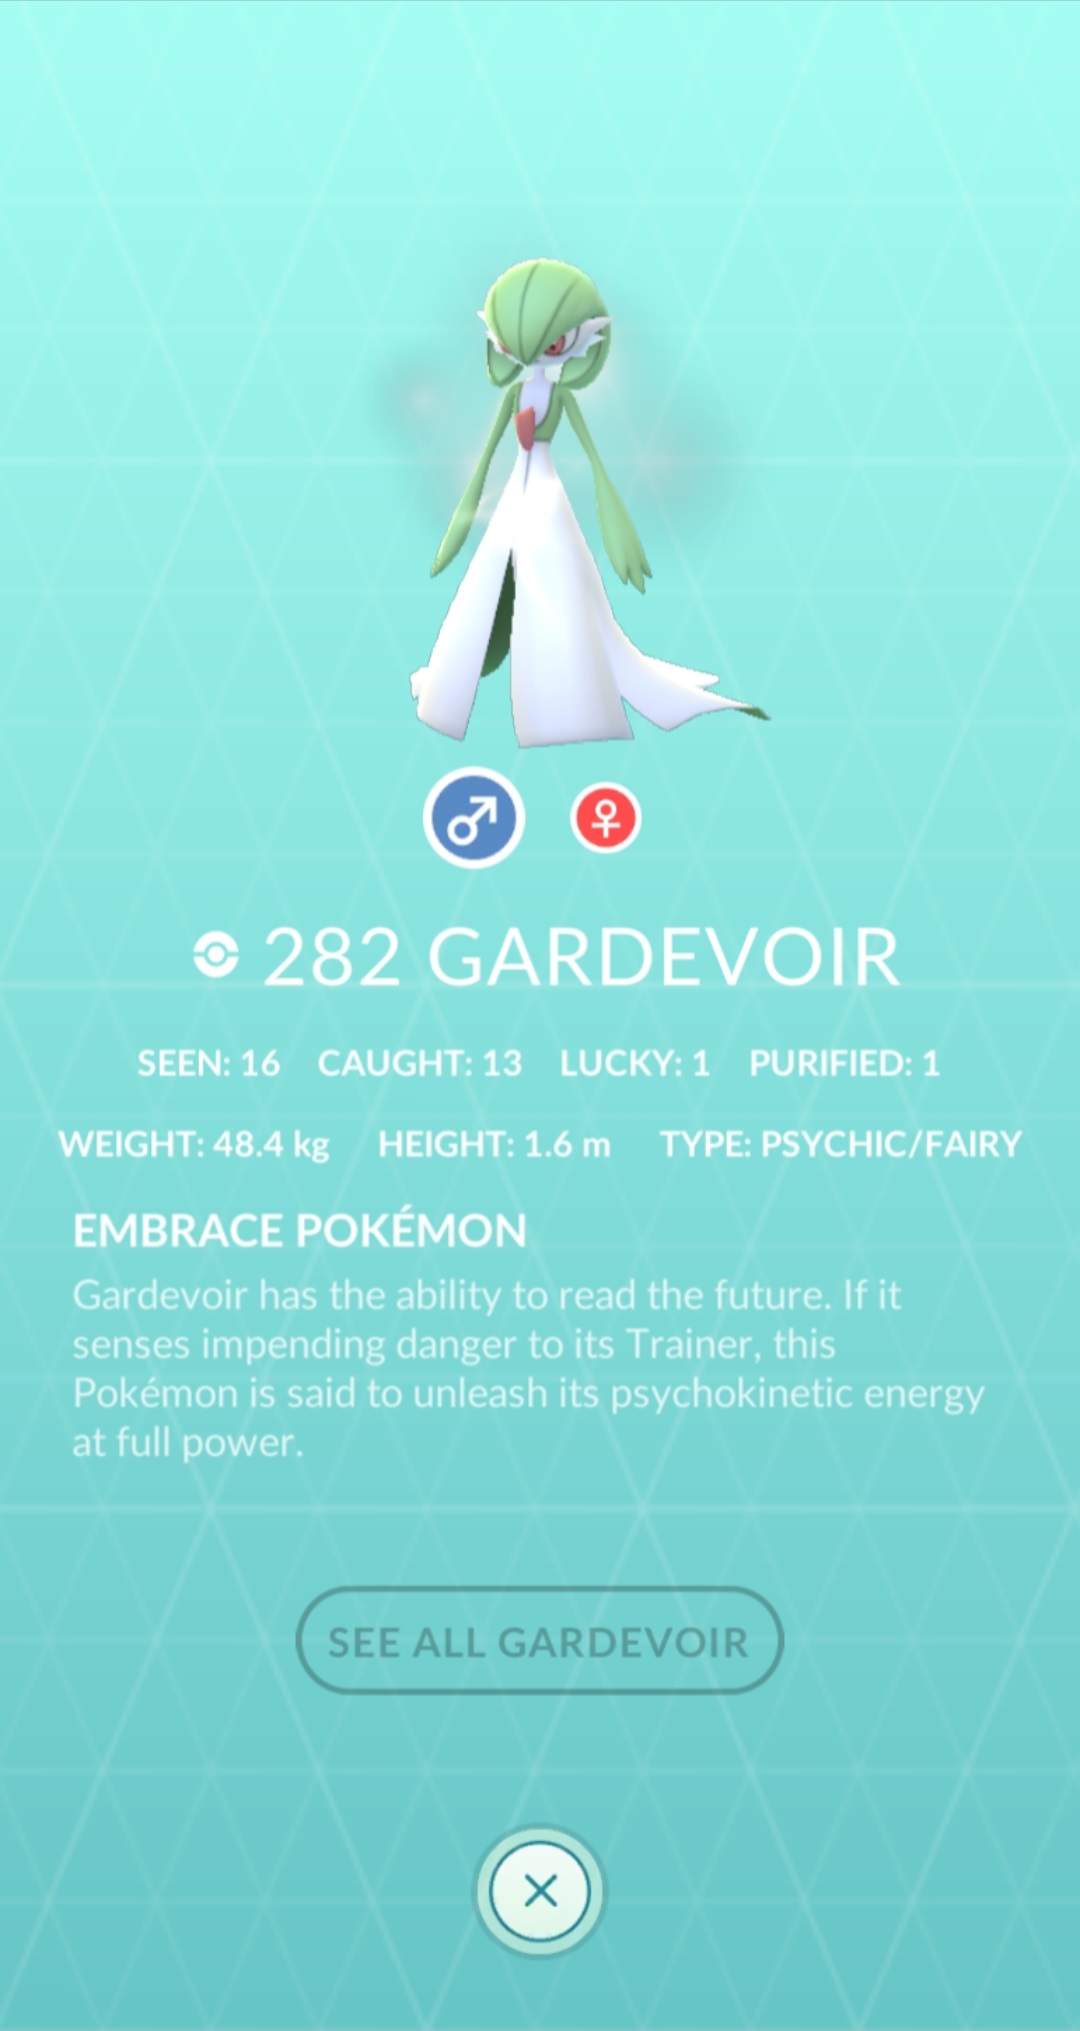 282 GARDEVOIR
SEEN: 16 CAUGHT: 13 LUCKY: 1 PURIFIED: 1
WEIGHT: 48.4 kg HEIGHT: 1.6 m TYPE: PSYCHIC/FAIRY
EMBRACE POKÉMON
Gardevoir has the ability to read the future. If it
senses impending danger to its Trainer, this
Pokémon is said to unleash its psychokinetic energy
at full power.
SEE ALL GARDEVOIR